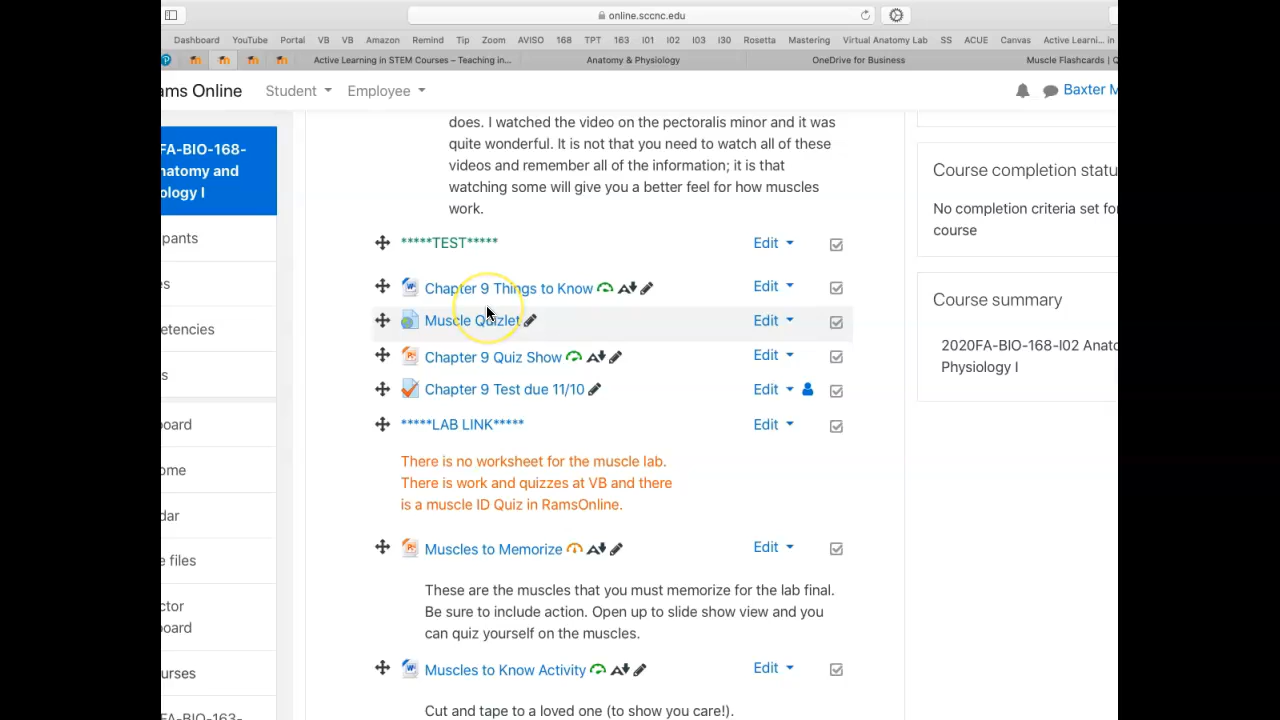 online.sccnc.edu
Dashboard YouTube Portal VB VB Amazon Remind Tip Zoom AVISO 168 TPT 163 I01 I02 I03 i30 Rosetta Mastering Virtual Anatomy Lab SS ACUE Canvas Active Learni... in
Active Learning in STEM Courses – Teaching in... Anatomy & Physiology OneDrive for Business Muscle Flashcards | Q
ams Online Student Employee Baxter M
FA-BIO-168-
natomy and
ology I
pants
es
petencies
s
oard
ome
dar
e files
ctor
board
urses
FA-BIO-163-
does. I watched the video on the pectoralis minor and it was
quite wonderful. It is not that you need to watch all of these
videos and remember all of the information; it is that
watching some will give you a better feel for how muscles
work.
*****TEST***** Edit
Chapter 9 Things to Know Edit
Muscle Quizlet Edit
Chapter 9 Quiz Show Edit
Chapter 9 Test due 11/10 Edit
*****LAB LINK***** Edit
There is no worksheet for the muscle lab.
There is work and quizzes at VB and there
is a muscle ID Quiz in RamsOnline.
Muscles to Memorize Edit
These are the muscles that you must memorize for the lab final.
Be sure to include action. Open up to slide show view and you
can quiz yourself on the muscles.
Muscles to Know Activity Edit
Cut and tape to a loved one (to show you care!).
Course completion statu
No completion criteria set fo
course
Course summary
2020FA-BIO-168-I02 Anato
Physiology I